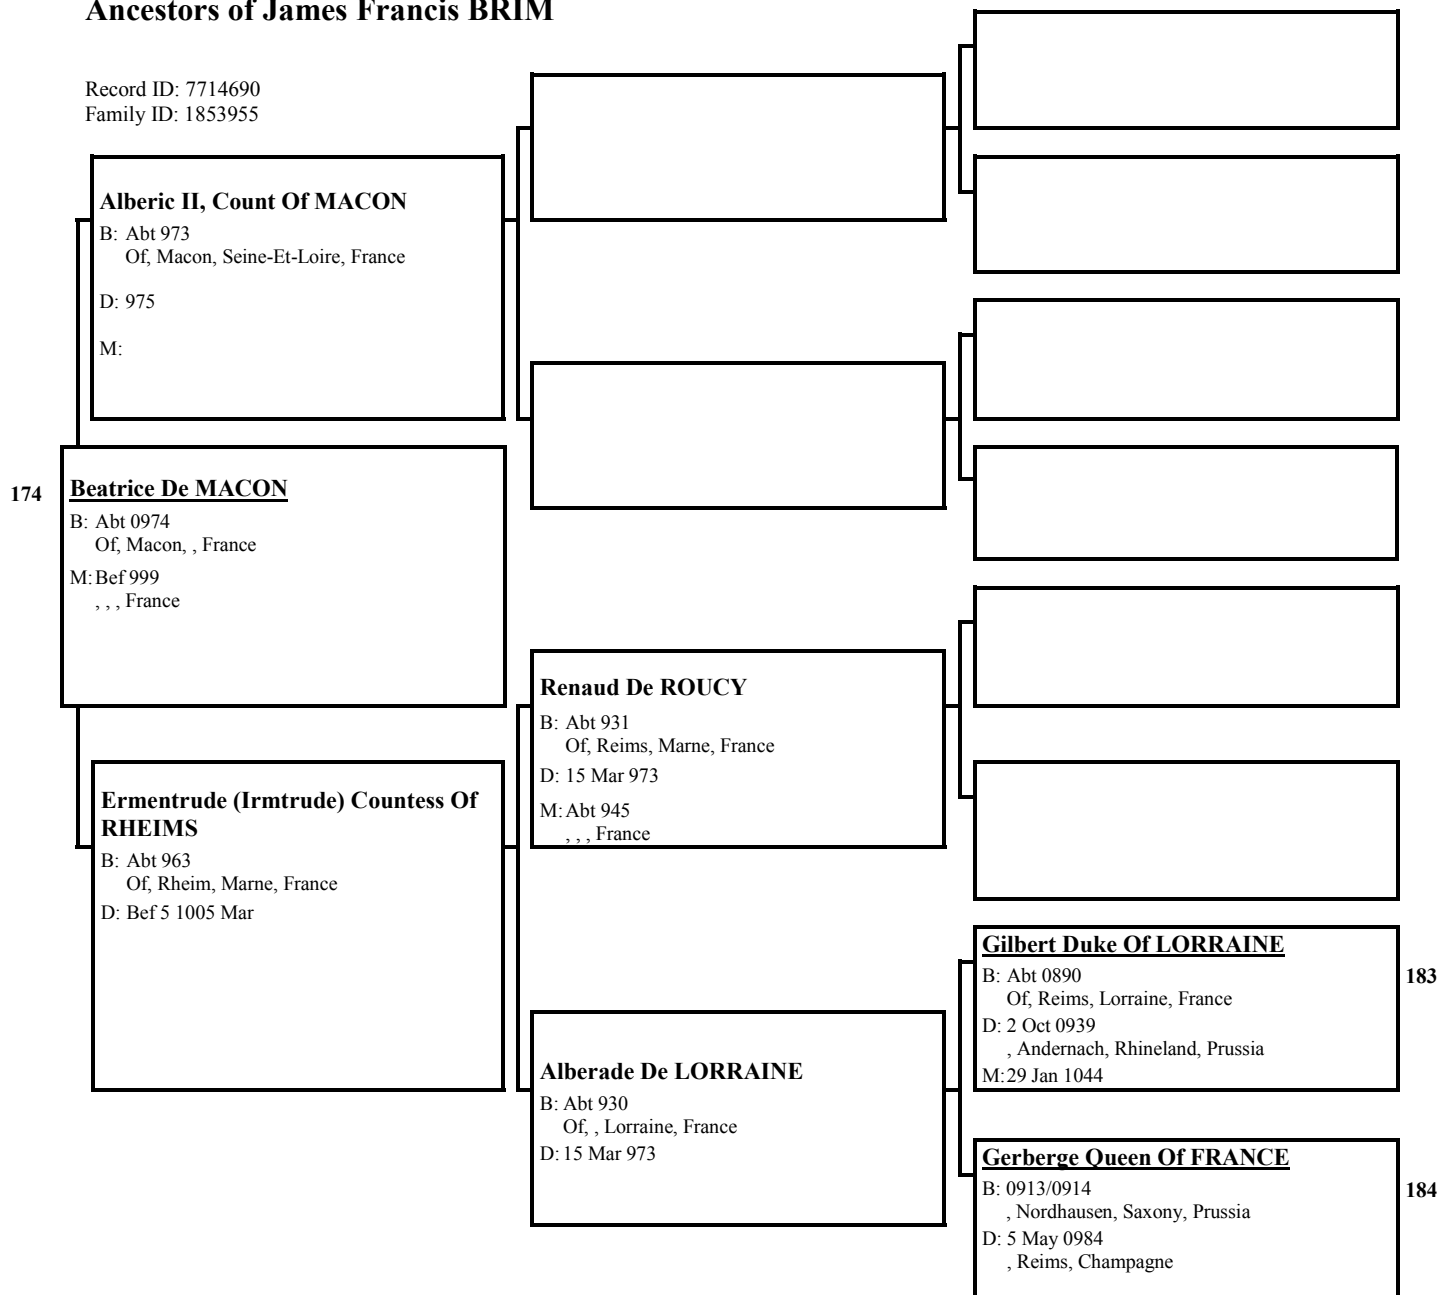 Ancestors of James Francis BRIM
Record ID: 7714690
Family ID: 1853955
Alberic II, Count Of MACON
B: Abt 973
Of, Macon, Seine-Et-Loire, France
D: 975
M:
174
Beatrice De MACON
B: Abt 0974
Of, Macon, , France
M: Bef 999
, , , France
Ermentrude (Irmtrude) Countess Of
RHEIMS
B: Abt 963
Of, Rheim, Marne, France
D: Bef 5 1005 Mar
Renaud De ROUCY
B: Abt 931
Of, Reims, Marne, France
D: 15 Mar 973
M: Abt 945
, , , France
Alberade De LORRAINE
B: Abt 930
Of, , Lorraine, France
D: 15 Mar 973
Gilbert Duke Of LORRAINE
B: Abt 0890
Of, Reims, Lorraine, France
D: 2 Oct 0939
, Andernach, Rhineland, Prussia
M: 29 Jan 1044
183
Gerberge Queen Of FRANCE
B: 0913/0914
, Nordhausen, Saxony, Prussia
D: 5 May 0984
, Reims, Champagne
184